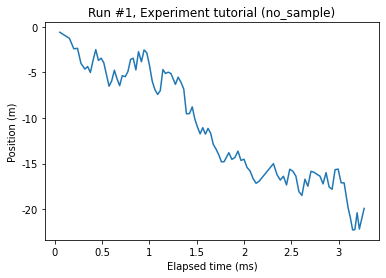 Run #1, Experiment tutorial (no_sample)
0
-5
-10
-15
-20
Position (m)
0 0.5 1 1.5 2 2.5 3
Elapsed time (ms)